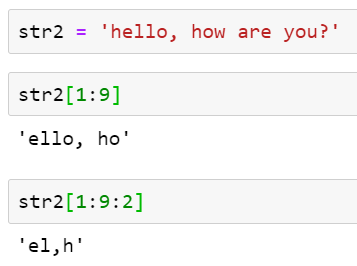 str2 = 'hello, how are you?'
str2[1:9]
'ello, ho'
str2[1:9:2]
'el,h'